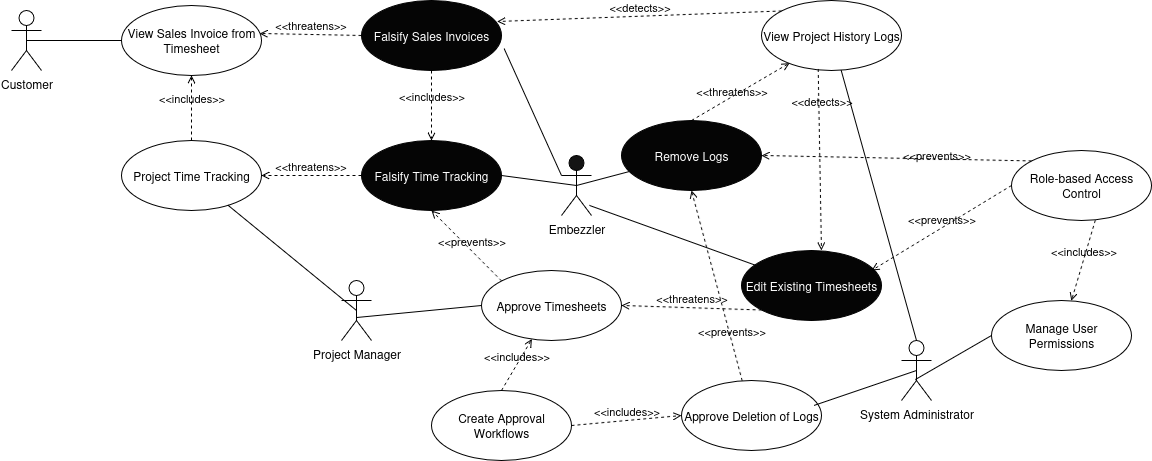 <<detects>>
<<threatens>>
View Sales Invoice from
Timesheet
Falsify Sales Invoices
View Project History Logs
Customer
<<includes>>
<<includes>>
<<threatens>>
<<detects>>
Remove Logs
<<prevents>>
<<threatens>>
Project Time Tracking
Falsify Time Tracking
Role-based Access
Control
<<prevents>>
Embezzler
<<prevents>>
<<includes>>
Edit Existing Timesheets
<<threatens>>
Approve Timesheets
<<prevents>>
Manage User
Permissions
Project Manager
<<includes>>
<<includes>>
Create Approval
Workflows
Approve Deletion of Logs
System Administrator